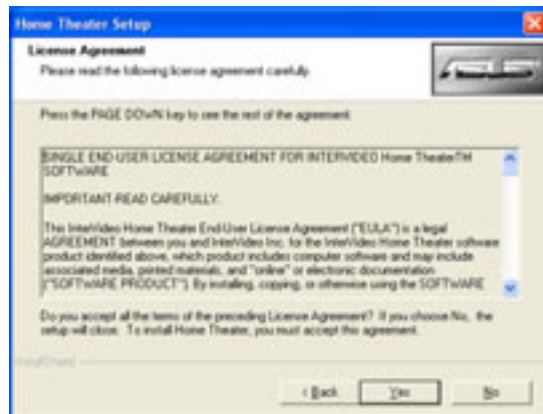 Home Theater Setup
License Agreement
Please read the following license agreement carefully.
ASUS
Press the PAGE DOWN key to see the rest of the agreement.
SINGLE END-USER LICENSE AGREEMENT FOR INTERVIDEO Home TheaterTM
SOFTWARE
IMPORTANT-READ CAREFULLY:
This InterVideo Home Theater End-User License Agreement ("EULA") is a legal
AGREEMENT between you and InterVideo Inc. for the InterVideo Home Theater software
product identified above, which product includes computer software and may include
associated media, printed materials, and "online" or electronic documentation
("SOFTWARE PRODUCT"). By installing, copying, or otherwise using the SOFTWARE
Do you accept all the terms of the preceding License Agreement? If you choose No, the
setup will close. To install Home Theater, you must accept this agreement.
InstallShield
< Back
Yes
No